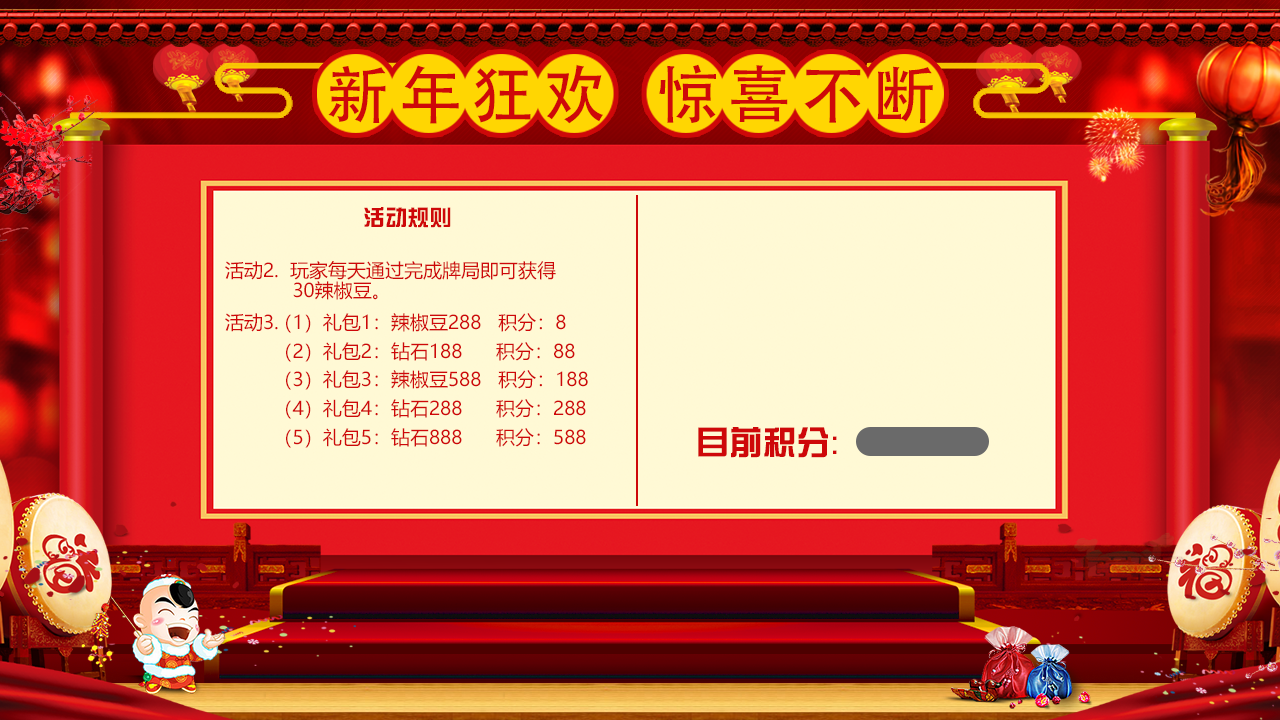 新年狂欢 惊喜不断
活动规则
活动2. 玩家每天通过完成牌局即可获得
30辣椒豆。
活动3.（1）礼包1：辣椒豆288 积分：8
（2）礼包2：钻石188 积分：88
（3）礼包3：辣椒豆588 积分：188
（4）礼包4：钻石288 积分：288
（5）礼包5：钻石888 积分：588
目前积分:
福
福